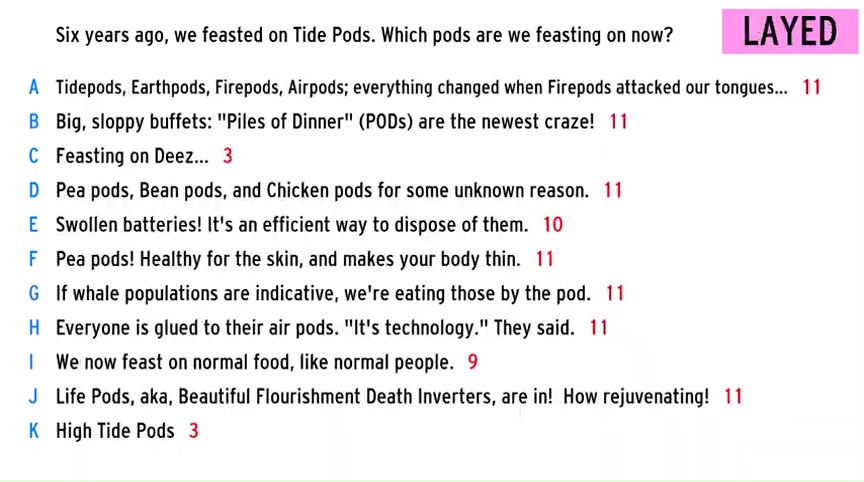 Six years ago, we feasted on Tide Pods. Which pods are we feasting on now?
LAYED
A Tidepods, Earthpods, Firepods, Airpods; everything changed when Firepods attacked our tongues... 11
B Big, sloppy buffets: "Piles of Dinner" (PODs) are the newest craze! 11
C Feasting on Deez... 3
D Pea pods, Bean pods, and Chicken pods for some unknown reason. 11
E Swollen batteries! It's an efficient way to dispose of them. 10
F Pea pods! Healthy for the skin, and makes your body thin. 11
G If whale populations are indicative, we're eating those by the pod. 11
H Everyone is glued to their air pods. "It's technology." They said. 11
I We now feast on normal food, like normal people. 9
J Life Pods, aka, Beautiful Flourishment Death Inverters, are in! How rejuvenating! 11
K High Tide Pods 3